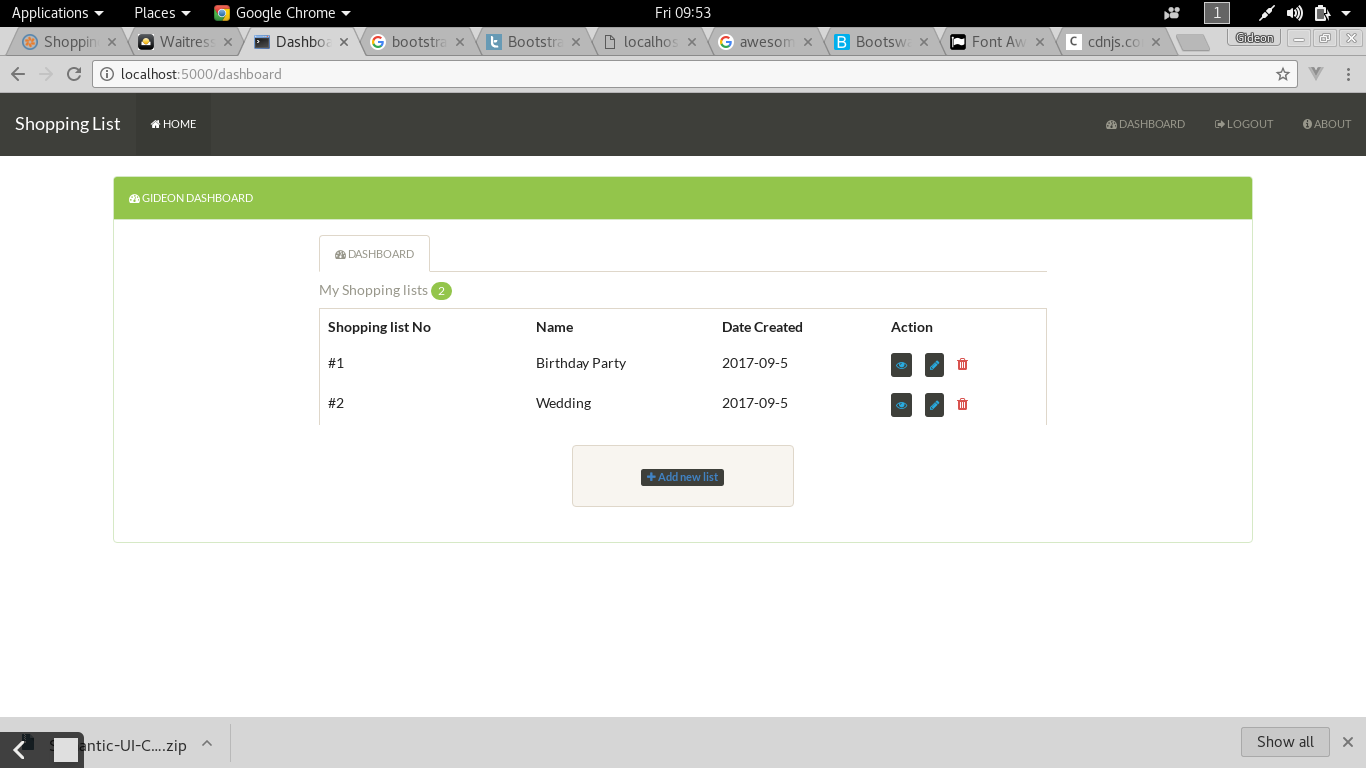 Applications Places Google Chrome Fri 09:53 1
Shoppin Waitress Dashboa bootstra Bootstra localhos awesom Bootswa Font Aw cdnjs.co Gideon
localhost:5000/dashboard
Shopping List HOME DASHBOARD LOGOUT ABOUT
GIDEON DASHBOARD
DASHBOARD
My Shopping lists 2
Shopping list No Name Date Created Action
#1 Birthday Party 2017-09-5
#2 Wedding 2017-09-5
Add new list
antic-UI-C....zip Show all